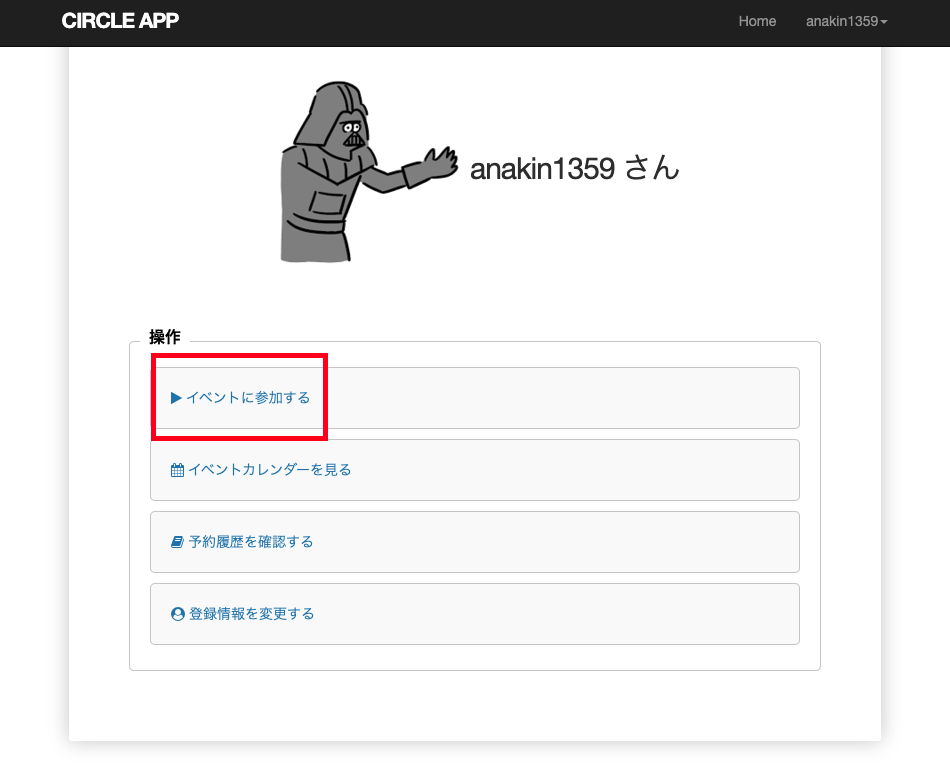 CIRCLE APP
Home
anakin1359
anakin1359 さん
操作
イベントに参加する
イベントカレンダーを見る
予約履歴を確認する
登録情報を変更する